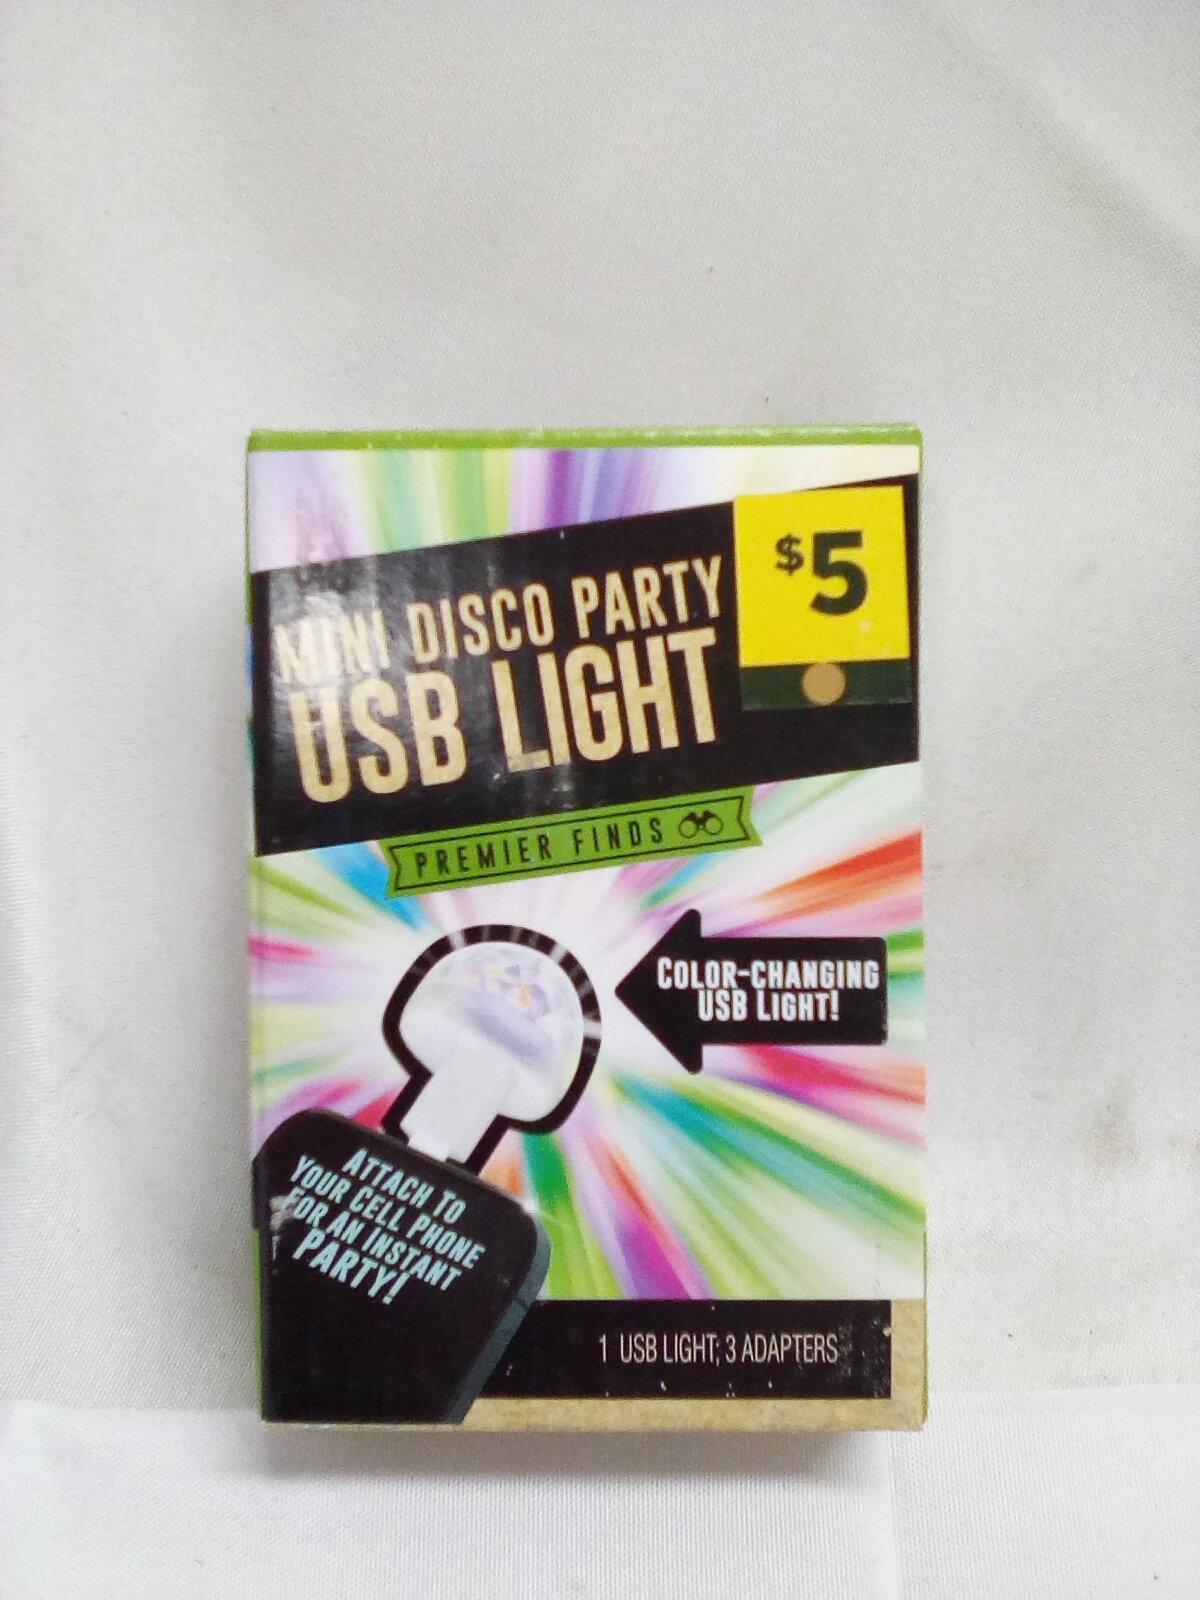 $5
MINI DISCO PARTY
USB LIGHT
PREMIER FINDS
COLOR-CHANGING
USB LIGHT!
ATTACH TO
YOUR CELL PHONE
FOR AN INSTANT
PARTY!
1 USB LIGHT; 3 ADAPTERS